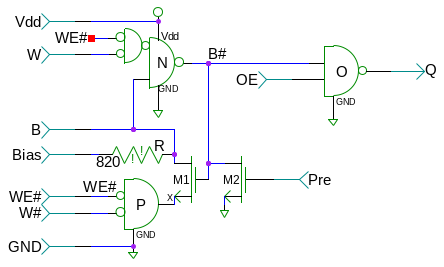 Vdd
Vdd
WE#
W
N
B#
GND
OE
O
Q
GND
B
Bias
820
!
!
R
WE#
WE#
W#
P
X
M1
M2
Pre
GND
GND